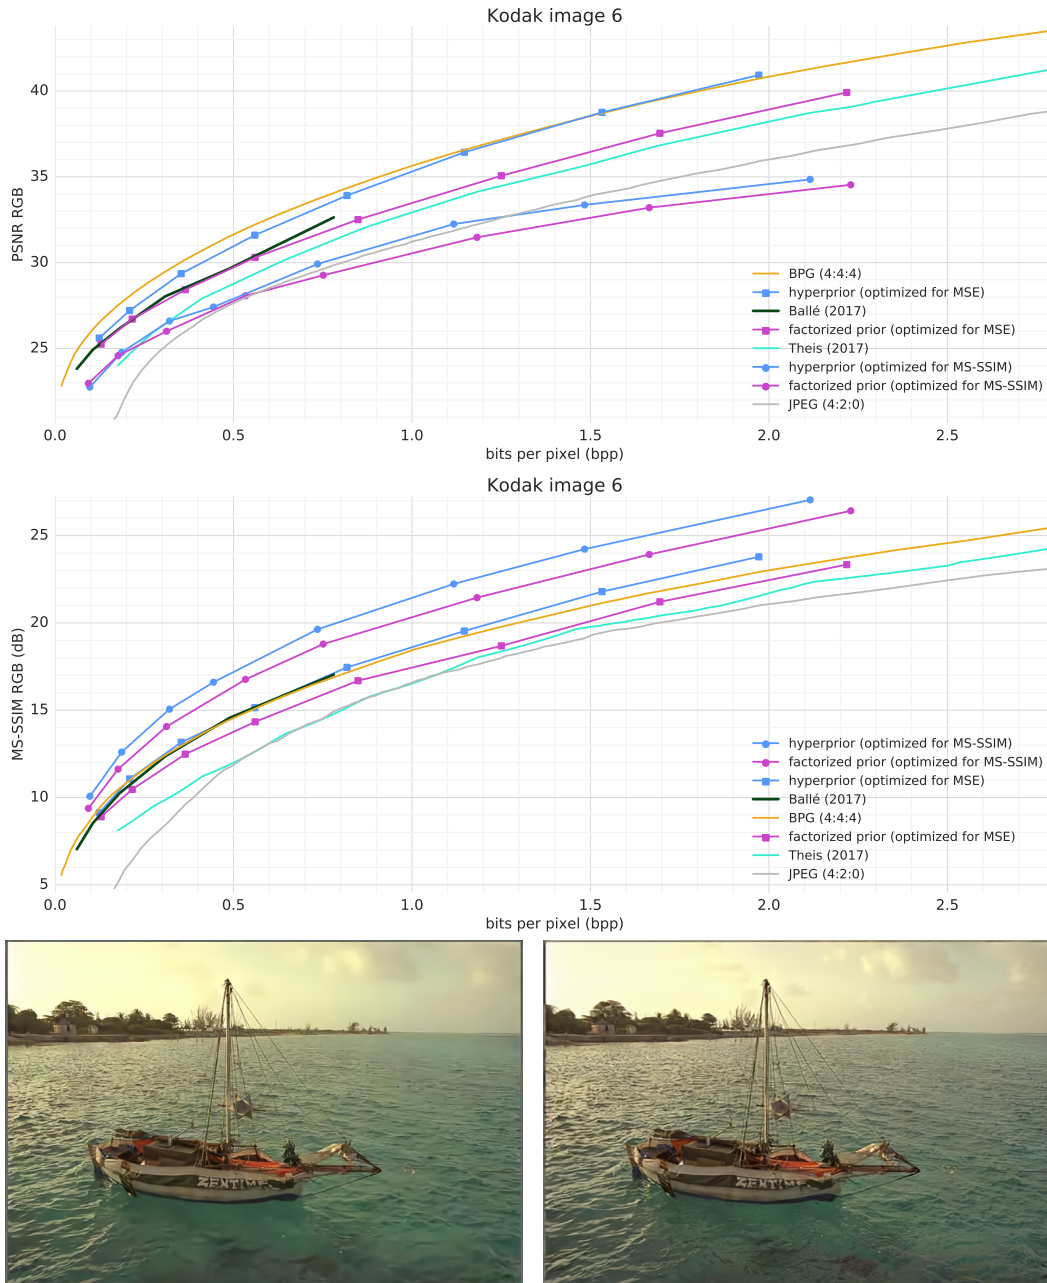 Kodak image 6
PSNR RGB
40
35
30
25
BPG (4:4:4)
hyperprior (optimized for MSE)
Ballé (2017)
factorized prior (optimized for MSE)
Theis (2017)
hyperprior (optimized for MS-SSIM)
factorized prior (optimized for MS-SSIM)
JPEG (4:2:0)
0.0 0.5 1.0 1.5 2.0 2.5
bits per pixel (bpp)
Kodak image 6
MS-SSIM RGB (dB)
25
20
15
10
5
hyperprior (optimized for MS-SSIM)
factorized prior (optimized for MS-SSIM)
hyperprior (optimized for MSE)
Ballé (2017)
BPG (4:4:4)
factorized prior (optimized for MSE)
Theis (2017)
JPEG (4:2:0)
0.0 0.5 1.0 1.5 2.0 2.5
bits per pixel (bpp)
ZENTIME
ZENTIME